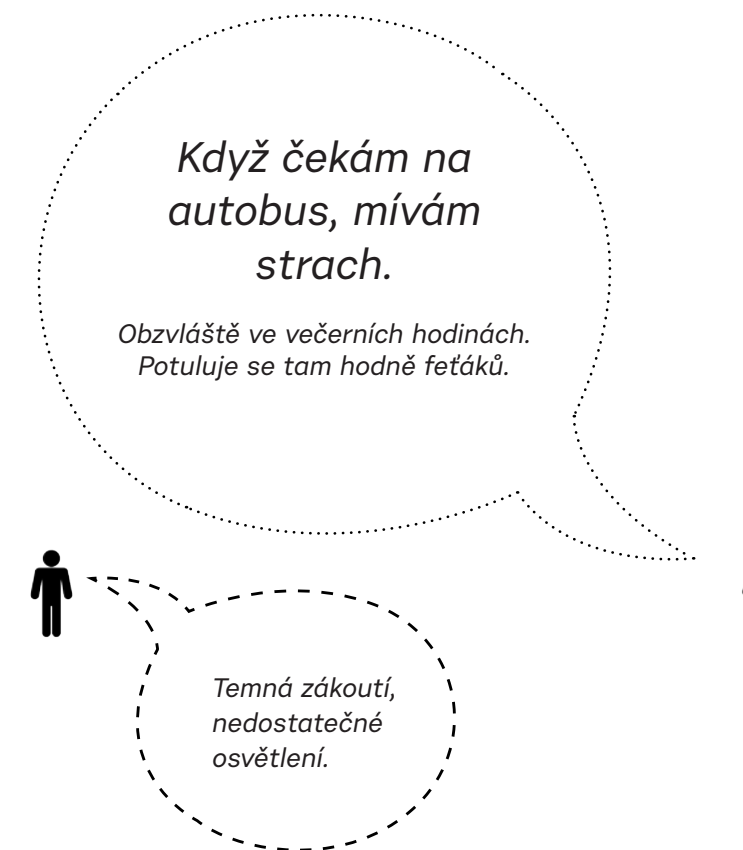 Když čekám na
autobus, mívám
strach.
Obzvláště ve večerních hodinách.
Potuluje se tam hodně feťáků.
Temná zákoutí,
nedostatečné
osvětlení.